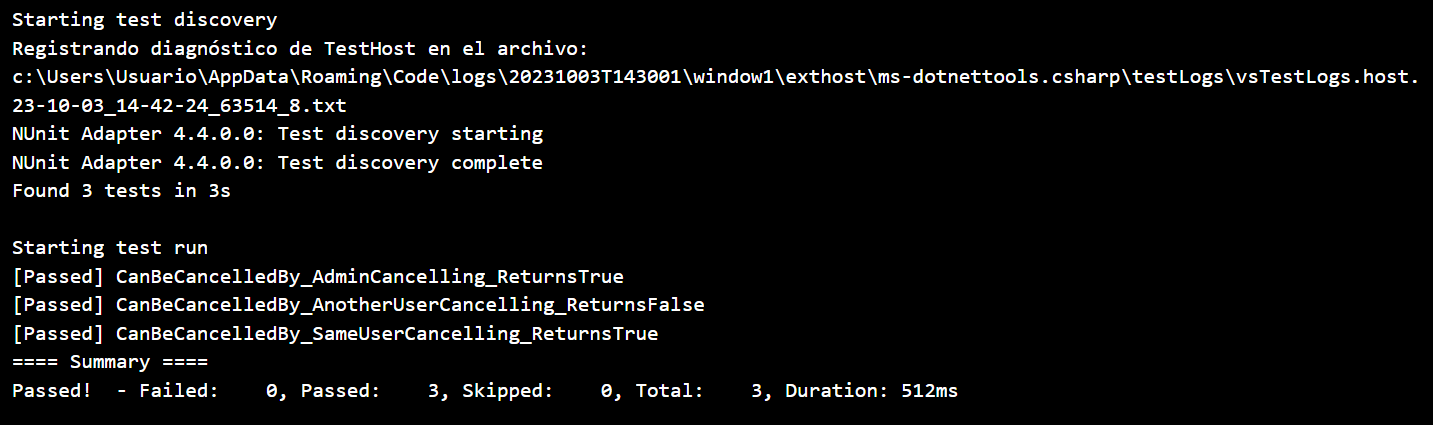 Starting test discovery
Registrando diagnóstico de TestHost en el archivo:
c:\Users\Usuario\AppData\Roaming\Code\logs\20231003T143001\window1\exthost\ms-dotnettools.csharp\testLogs\vsTestLogs.host.
23-10-03_14-42-24_63514_8.txt
NUnit Adapter 4.4.0.0: Test discovery starting
NUnit Adapter 4.4.0.0: Test discovery complete
Found 3 tests in 3s

Starting test run
[Passed] CanBeCancelledBy_AdminCancelling_ReturnsTrue
[Passed] CanBeCancelledBy_AnotherUserCancelling_ReturnsFalse
[Passed] CanBeCancelledBy_SameUserCancelling_ReturnsTrue
==== Summary ====
Passed!  - Failed:    0, Passed:    3, Skipped:    0, Total:    3, Duration: 512ms